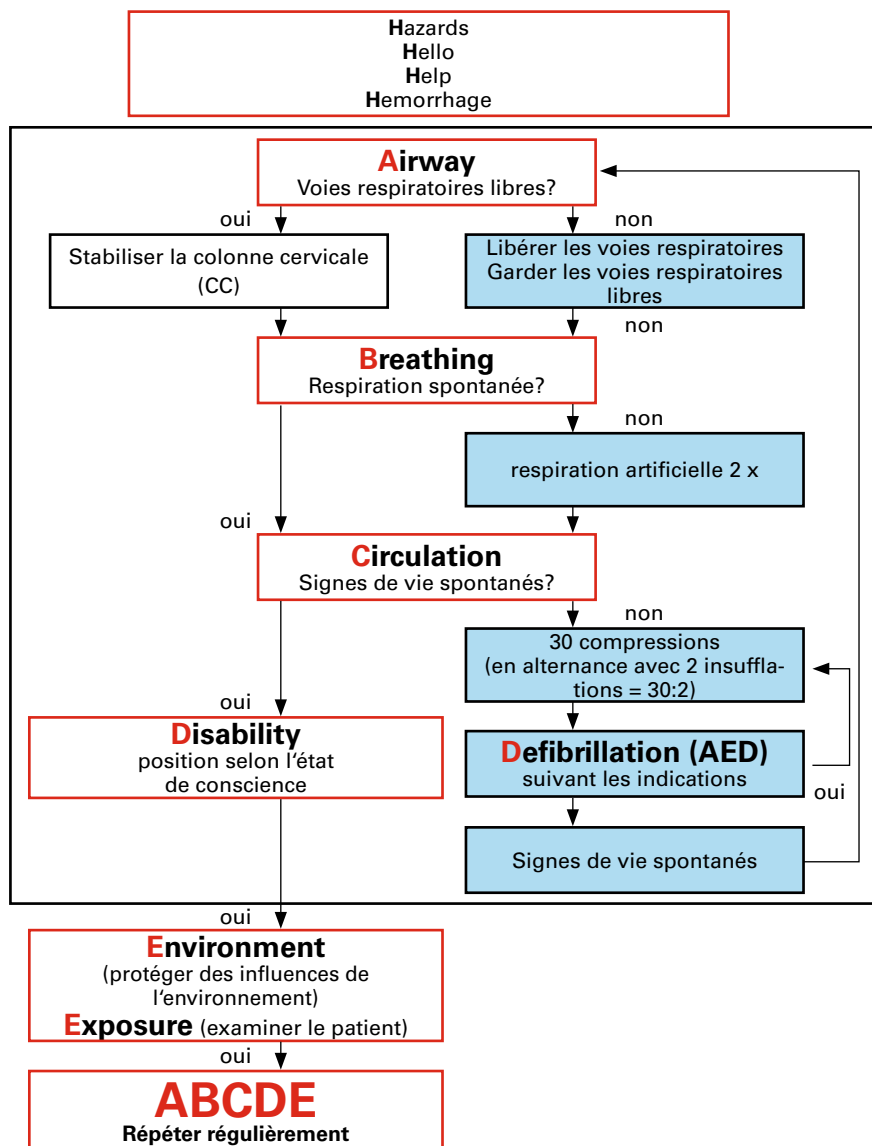 Hazards
Hello
Help
Hemorrhage
Airway
Voies respiratoires libres?
oui
non
Stabiliser la colonne cervicale
(CC)
Libérer les voies respiratoires
Garder les voies respiratoires
libres
non
Breathing
Respiration spontanée?
non
respiration artificielle 2 x
oui
Circulation
Signes de vie spontanés?
non
30 compressions
(en alternance avec 2 insuffla-
tions = 30:2)
oui
Disability
position selon l‘état
de conscience
Defibrillation (AED)
suivant les indications
oui
Signes de vie spontanés
oui
Environment
(protéger des influences de
l‘environnement)
Exposure (examiner le patient)
oui
ABCDE
Répéter régulièrement